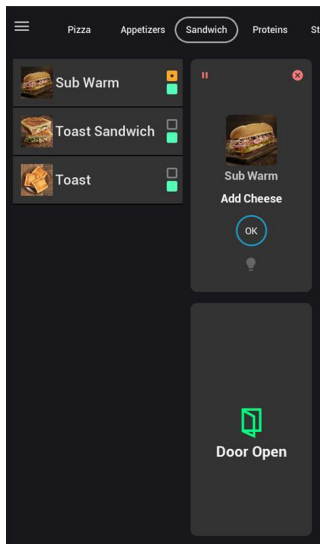 Pizza Appetizers Sandwich Proteins
Sub Warm
Toast Sandwich
Toast
Sub Warm
Add Cheese
OK
Door Open